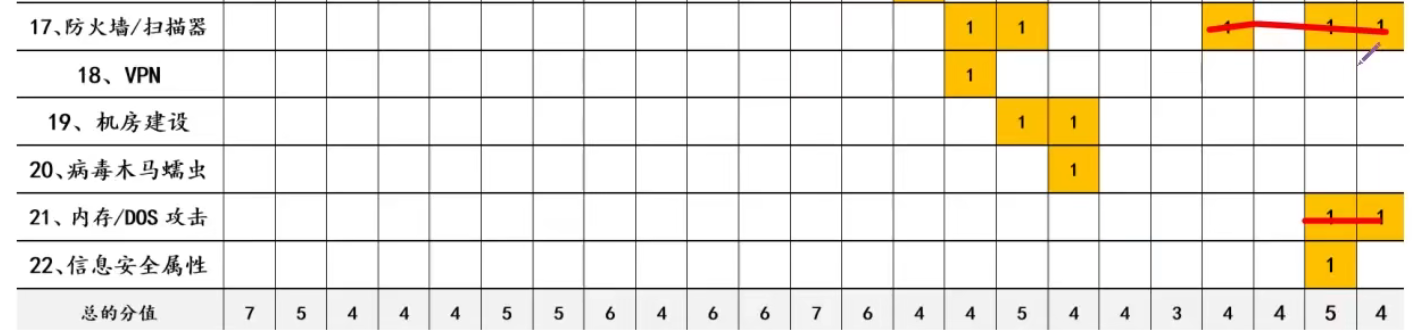 17、防火墙/扫描器 1 1 1 1 1
18、VPN 1
19、机房建设 1 1
20、病毒木马蠕虫 1
21、内存/DOS 攻击 1 1
22、信息安全属性 1
总的分值 7 5 4 4 4 5 5 6 4 6 6 7 6 4 4 5 4 4 3 4 4 5 4